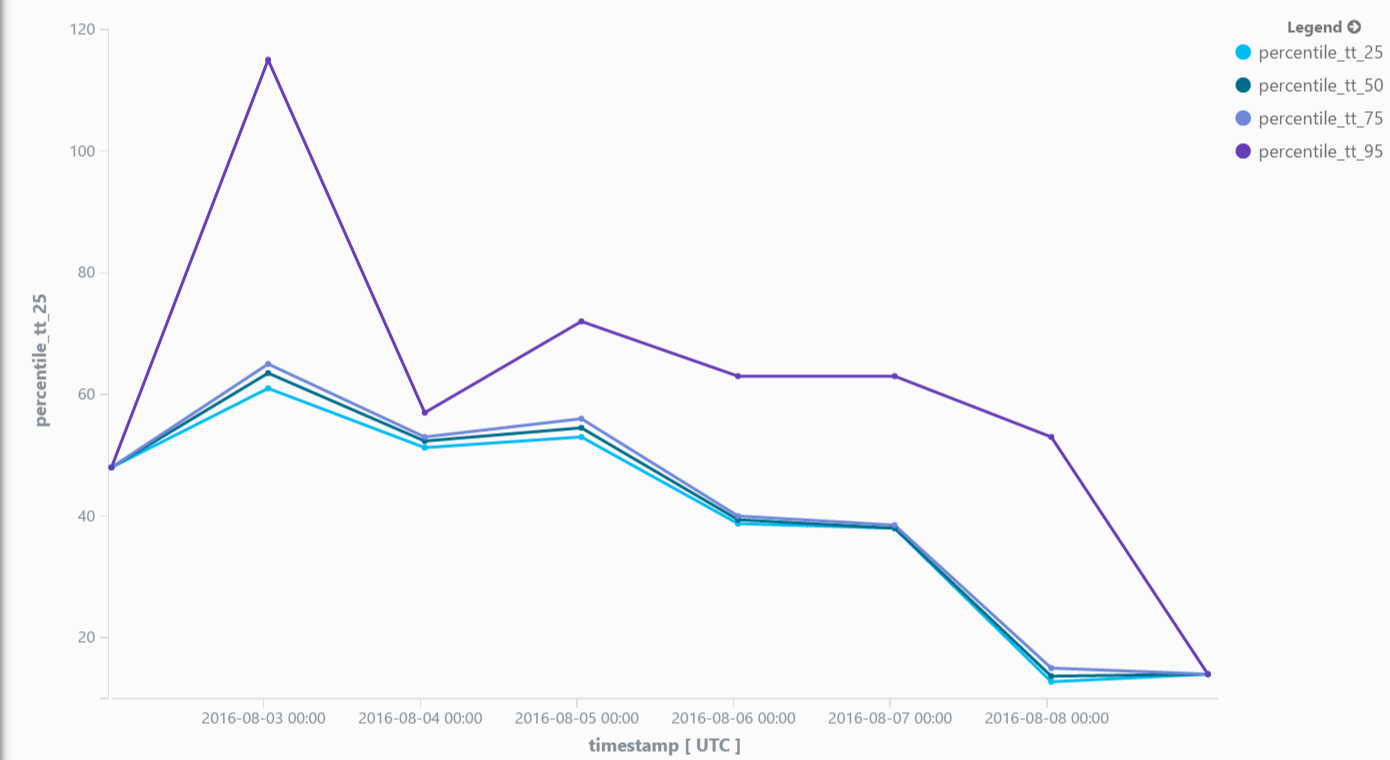 Legend
percentile_tt_25
percentile_tt_50
percentile_tt_75
percentile_tt_95
percentile_tt_25
120
100
80
60
40
20
2016-08-03 00:00
2016-08-04 00:00
2016-08-05 00:00
2016-08-06 00:00
2016-08-07 00:00
2016-08-08 00:00
timestamp [ UTC ]